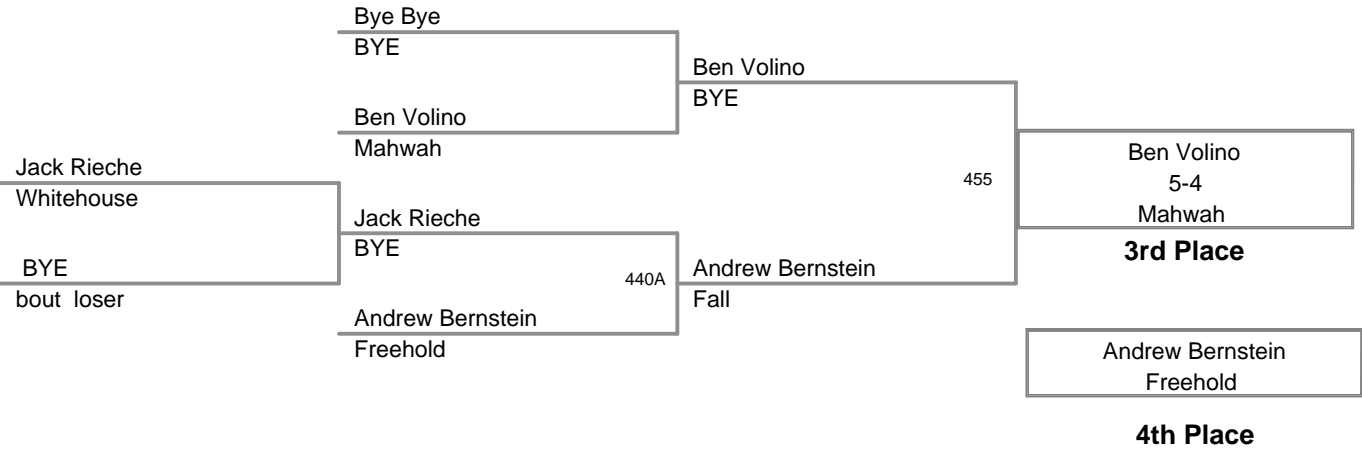 Bye Bye
BYE
Ben Volino
BYE
Ben Volino
Mahwah
Jack Rieche
Whitehouse
455
Ben Volino
5-4
Mahwah
3rd Place
Jack Rieche
BYE
BYE
bout loser
440A
Andrew Bernstein
Fall
Andrew Bernstein
Freehold
Andrew Bernstein
Freehold
4th Place